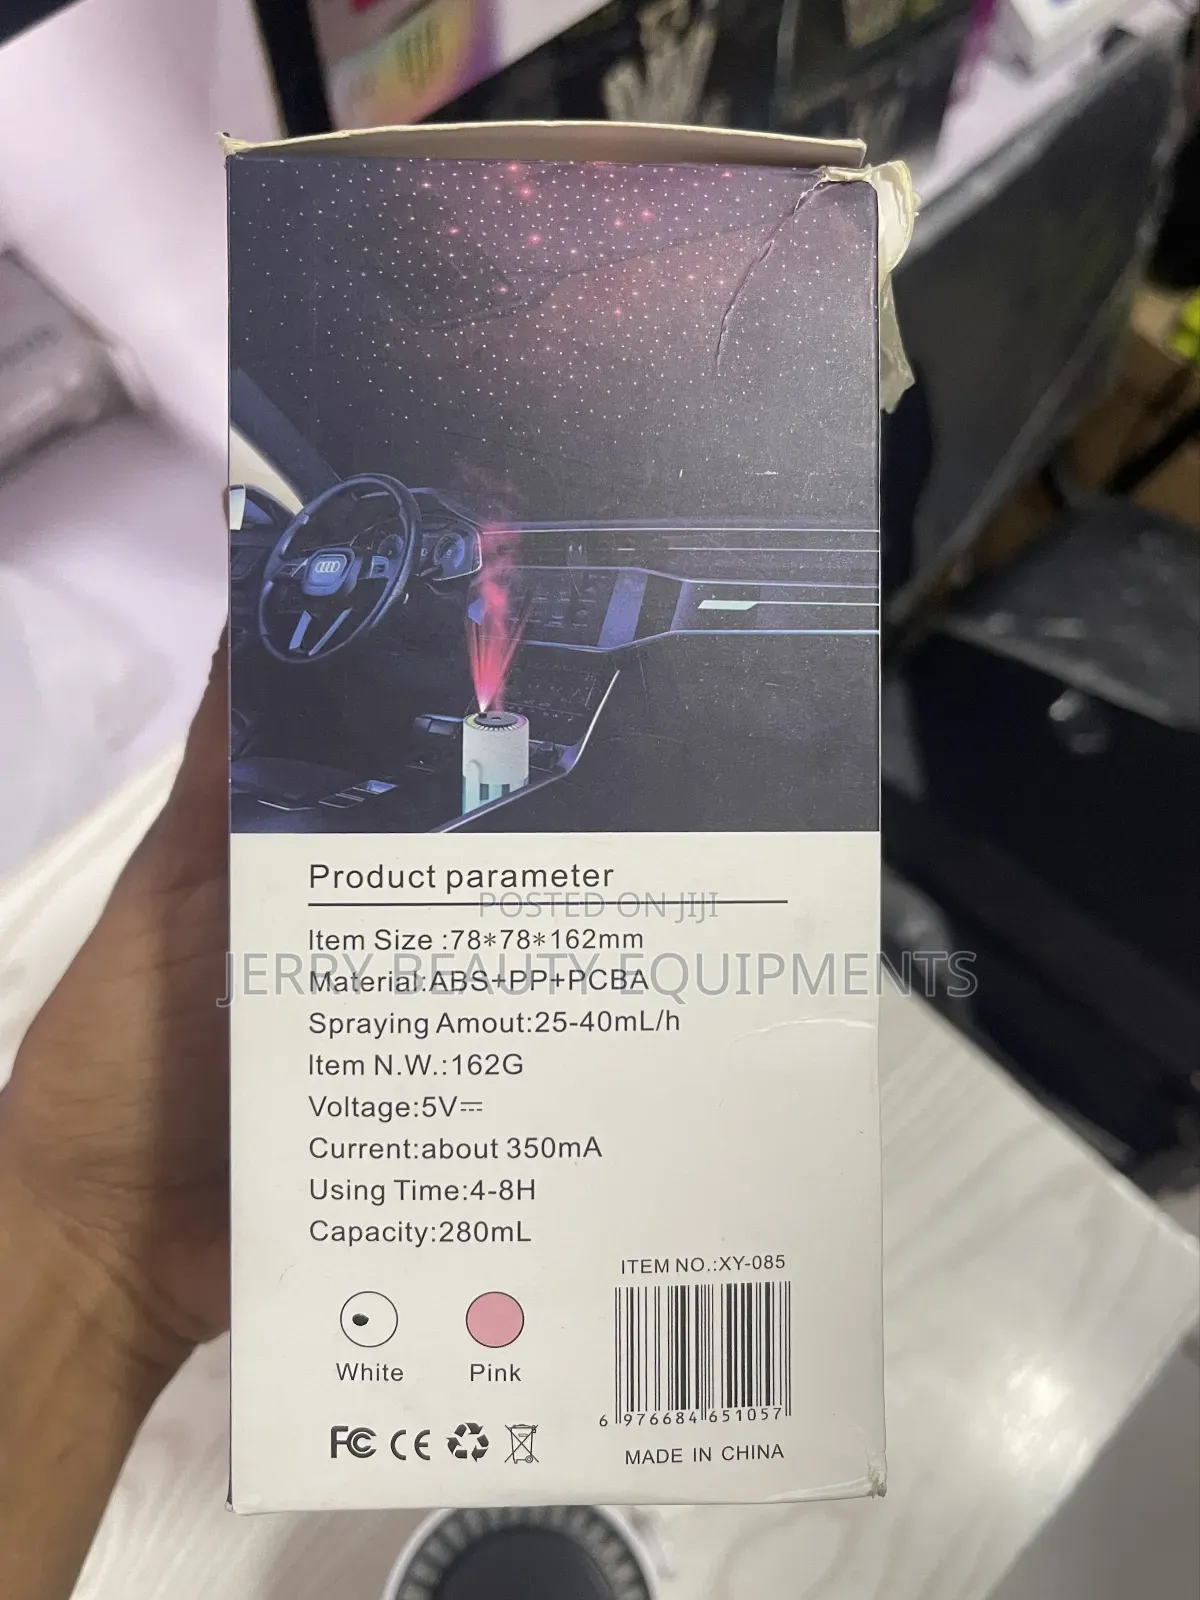 Product parameter
POSTED ON JIJI
Item Size :78*78*162mm
JERRY BEAUTY EQUIPMENTS
Material:ABS+PP+PCBA
Spraying Amout:25-40mL/h
Item N.W.:162G
Voltage:5V⎓
Current:about 350mA
Using Time:4-8H
Capacity:280mL
ITEM NO.:XY-085
White
Pink
6 976684 651057
FC CE
MADE IN CHINA